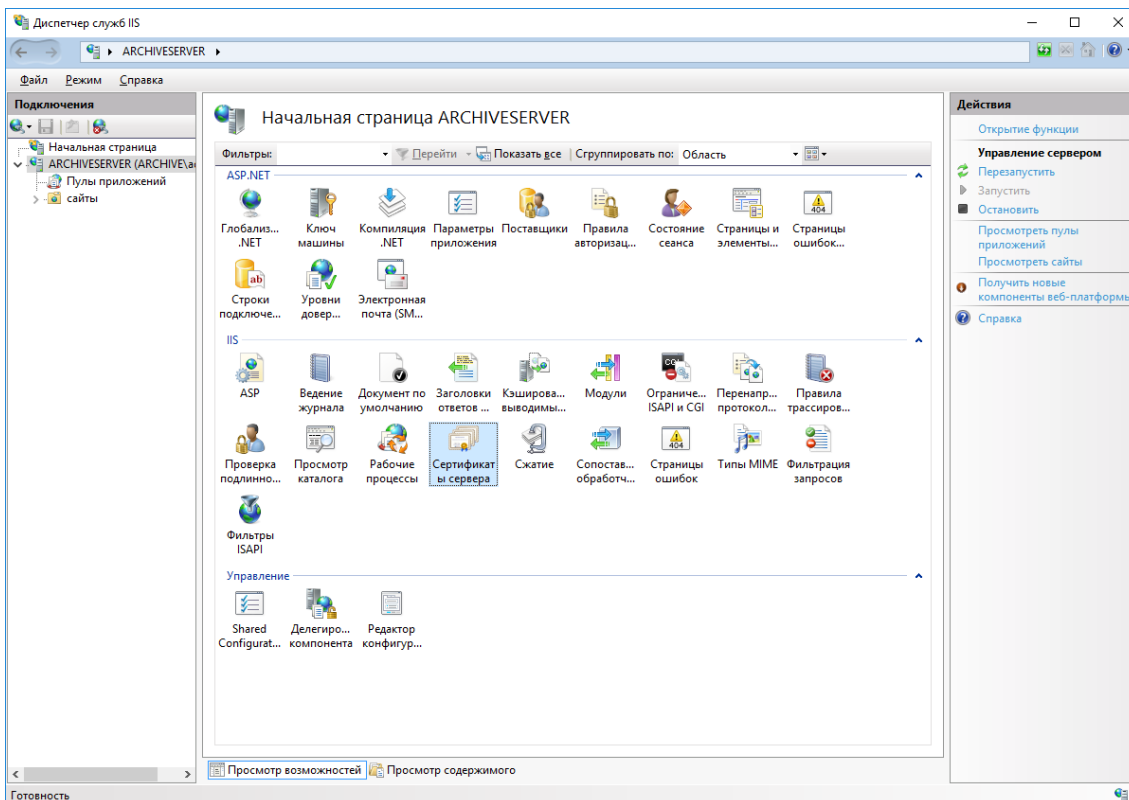 Диспетчер служб IIS
ARCHIVESERVER
Файл Режим Справка
Подключения
Начальная страница
ARCHIVESERVER (ARCHIVE\a
Пулы приложений
сайты
Начальная страница ARCHIVESERVER
Фильтры: Перейти Показать все Сгруппировать по: Область
ASP.NET
Глобализ... .NET
Ключ машины
Компиляция .NET
Параметры приложения
Поставщики
Правила авторизац...
Состояние сеанса
Страницы и элементы...
404
Страницы ошибок...
ab
Строки подключе...
Уровни довер...
Электронная почта (SM...
IIS
ASP
Ведение журнала
Документ по умолчанию
Заголовки ответов ...
Кэширова... выводимы...
Модули
CGI
Ограниче... ISAPI и CGI
Перенапр... протокол...
Правила трассиров...
Проверка подлинно...
Просмотр каталога
Рабочие процессы
Сертификат
ы сервера
Сжатие
Сопостав... обработч...
404
Страницы ошибок
Типы MIME
Фильтрация запросов
Фильтры ISAPI
Управление
Shared Configurat...
Делегиро... компонента
Редактор конфигур...
Просмотр возможностей Просмотр содержимого
Действия
Открытие функции
Управление сервером
Перезапустить
Запустить
Остановить
Просмотреть пулы
приложений
Просмотреть сайты
Получить новые
компоненты веб-платформы
Справка
Готовность